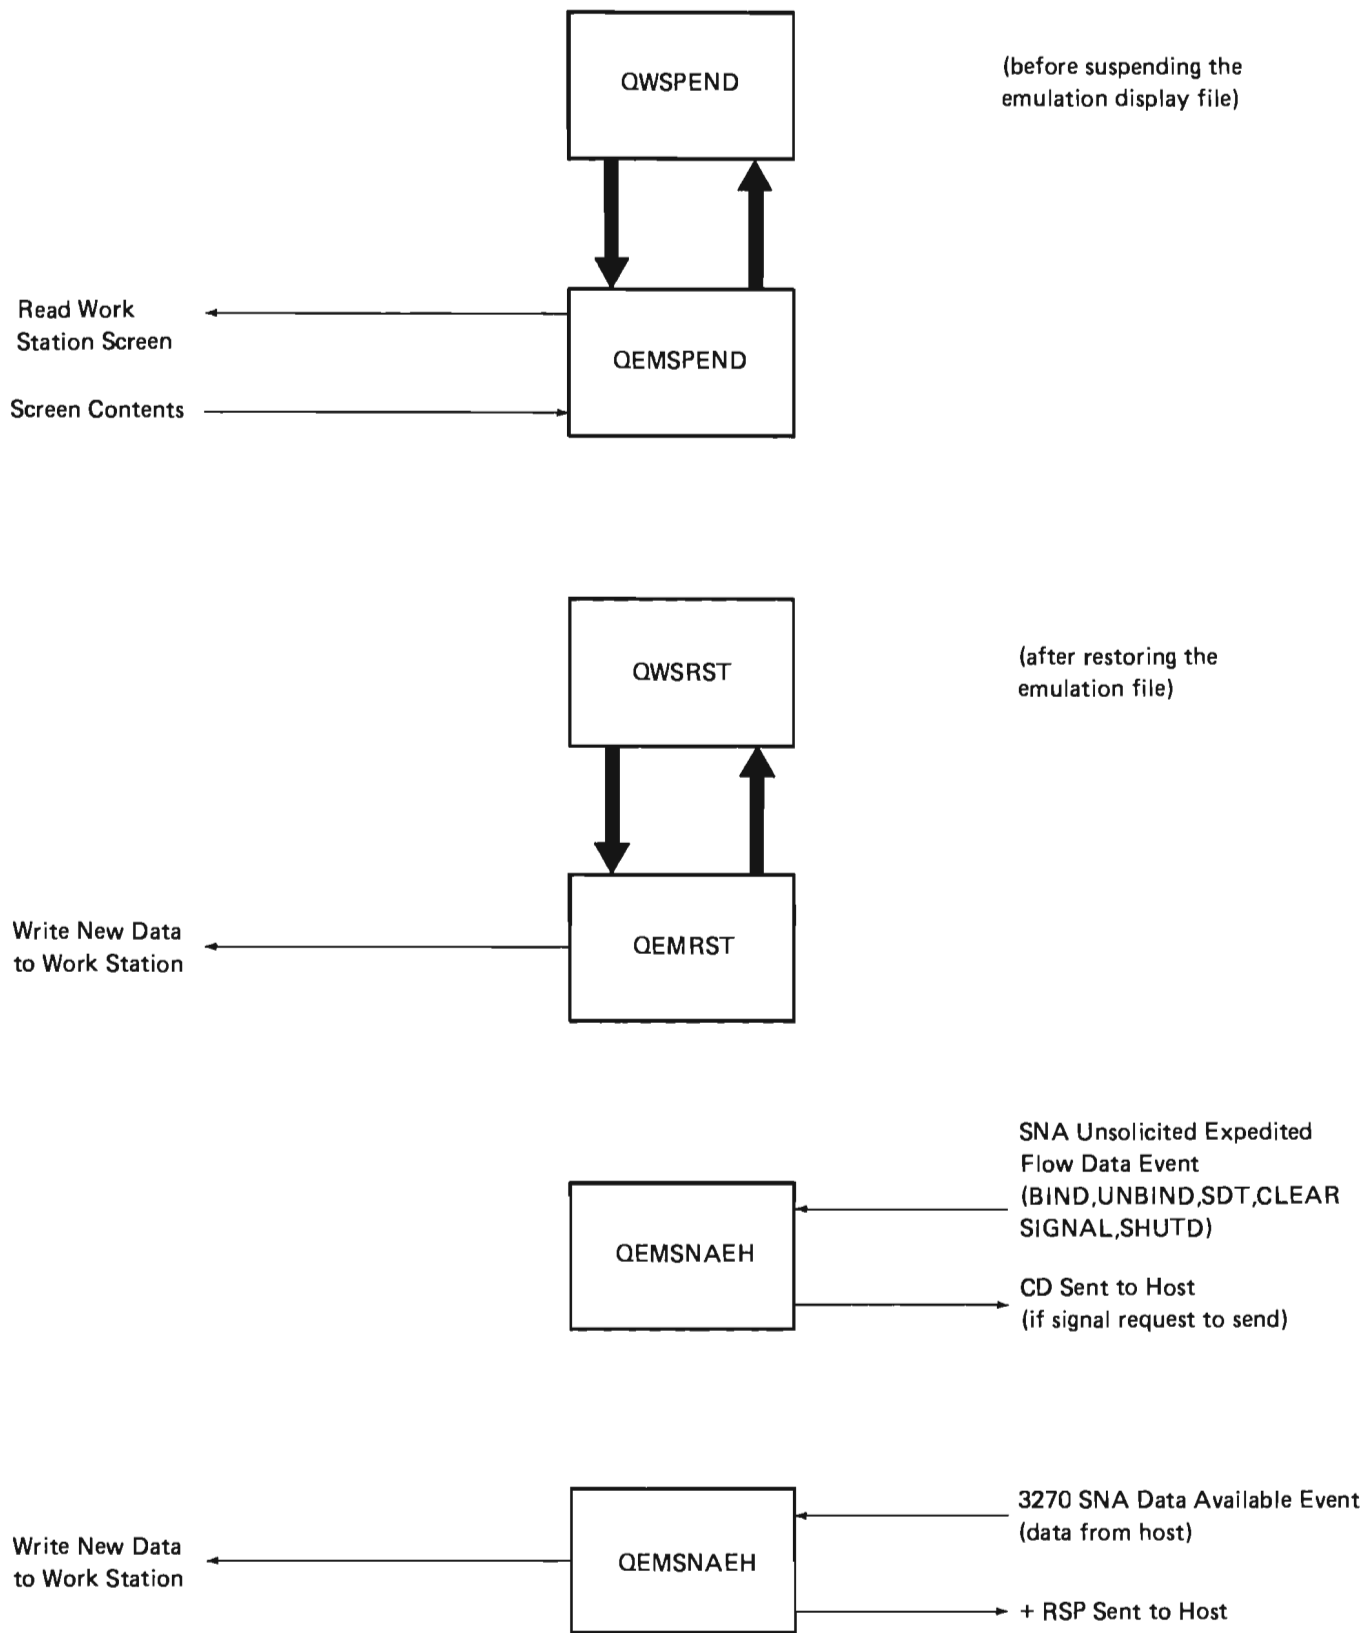 QWSPEND
(before suspending the
emulation display file)
Read Work
Station Screen
QEMSPEND
Screen Contents
QWSRST
(after restoring the
emulation file)
Write New Data
to Work Station
QEMRST
SNA Unsolicited Expedited
Flow Data Event
(BIND,UNBIND,SDT,CLEAR
SIGNAL,SHUTD)
QEMSNAEH
CD Sent to Host
(if signal request to send)
3270 SNA Data Available Event
(data from host)
Write New Data
to Work Station
QEMSNAEH
+ RSP Sent to Host